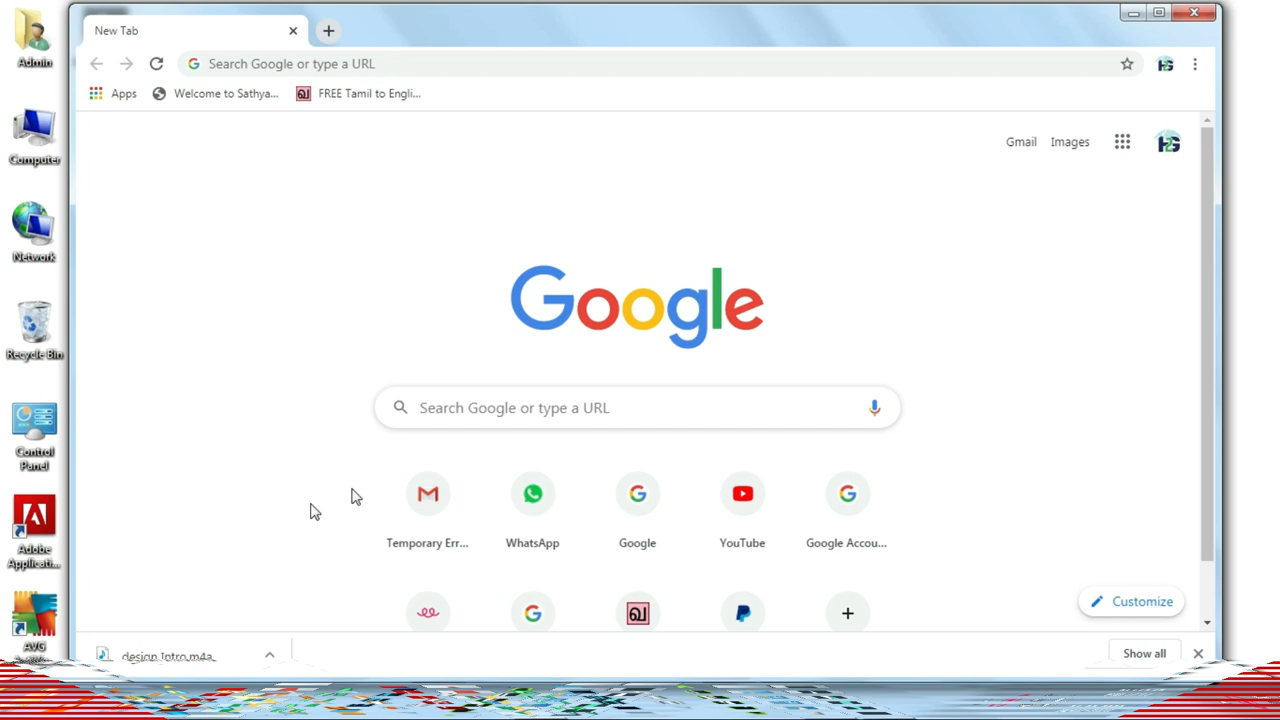 New Tab
Search Google or type a URL
Apps
Welcome to Sathya...
FREE Tamil to Engli...
Gmail
Images
H2G
Google
Search Google or type a URL
Temporary Err...
WhatsApp
Google
YouTube
Google Accou...
வ
Customize
design Intro.m4a
Show all
Admin
Computer
Network
Recycle Bin
Control
Panel
Adobe
Applicati...
AVG